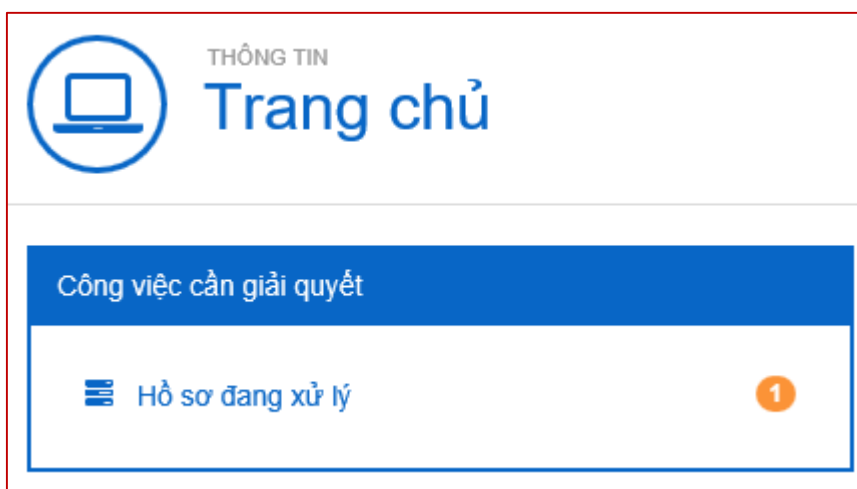 THÔNG TIN
Trang chủ
Công việc cần giải quyết
Hồ sơ đang xử lý 1